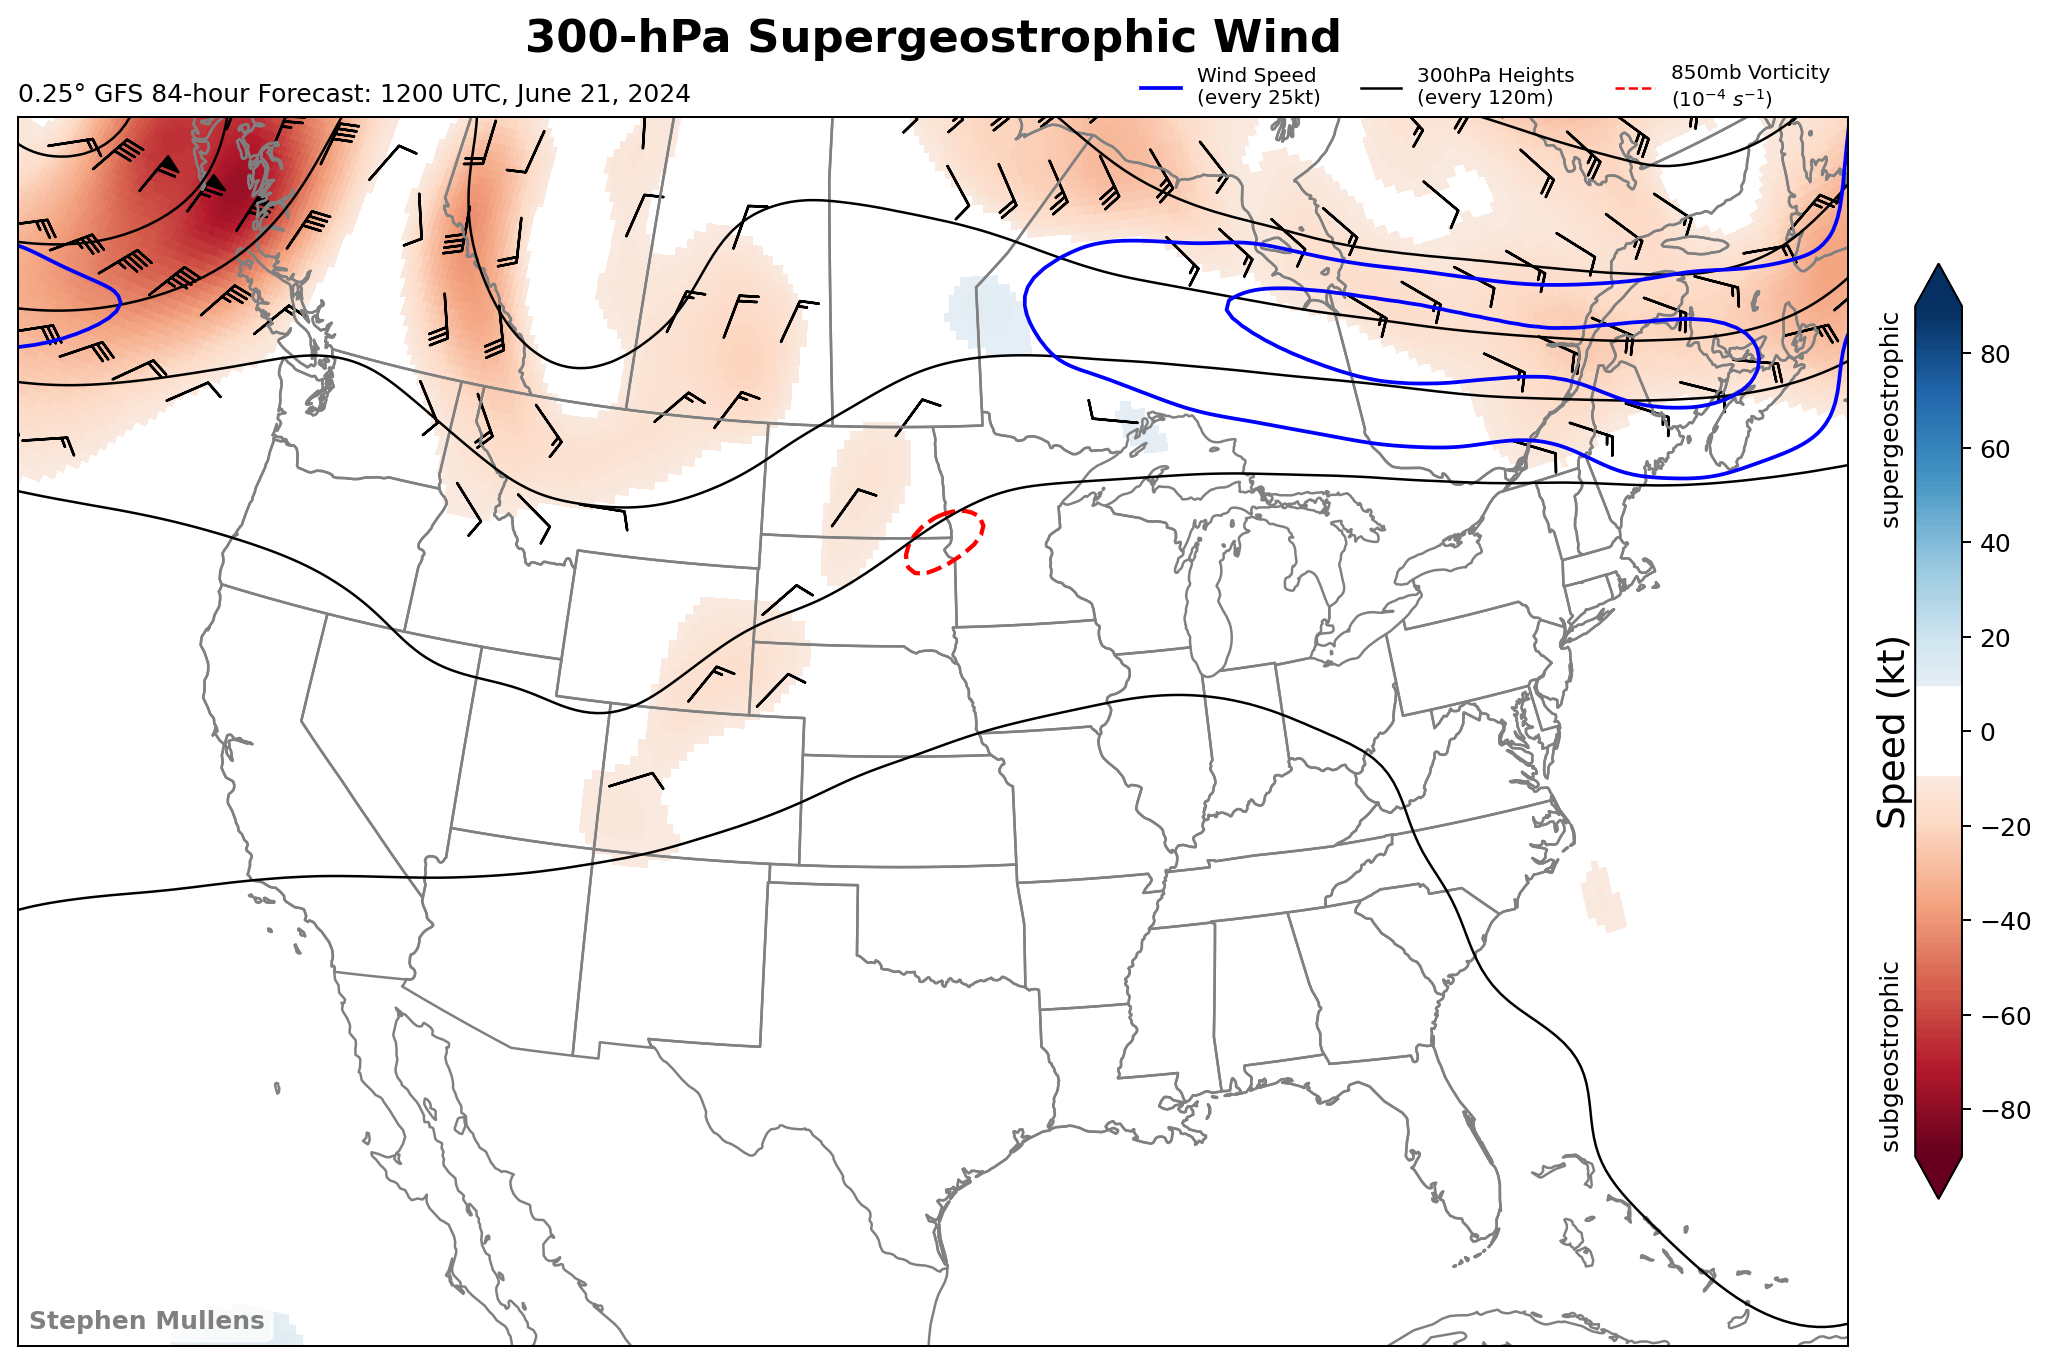 300-hPa Supergeostrophic Wind
0.25° GFS 84-hour Forecast: 1200 UTC, June 21, 2024
Wind Speed
(every 25kt)
300hPa Heights
(every 120m)
850mb Vorticity
(10⁻⁴ s⁻¹)
supergeostrophic
Speed (kt)
subgeostrophic
80
60
40
20
0
−20
−40
−60
−80
Stephen Mullens